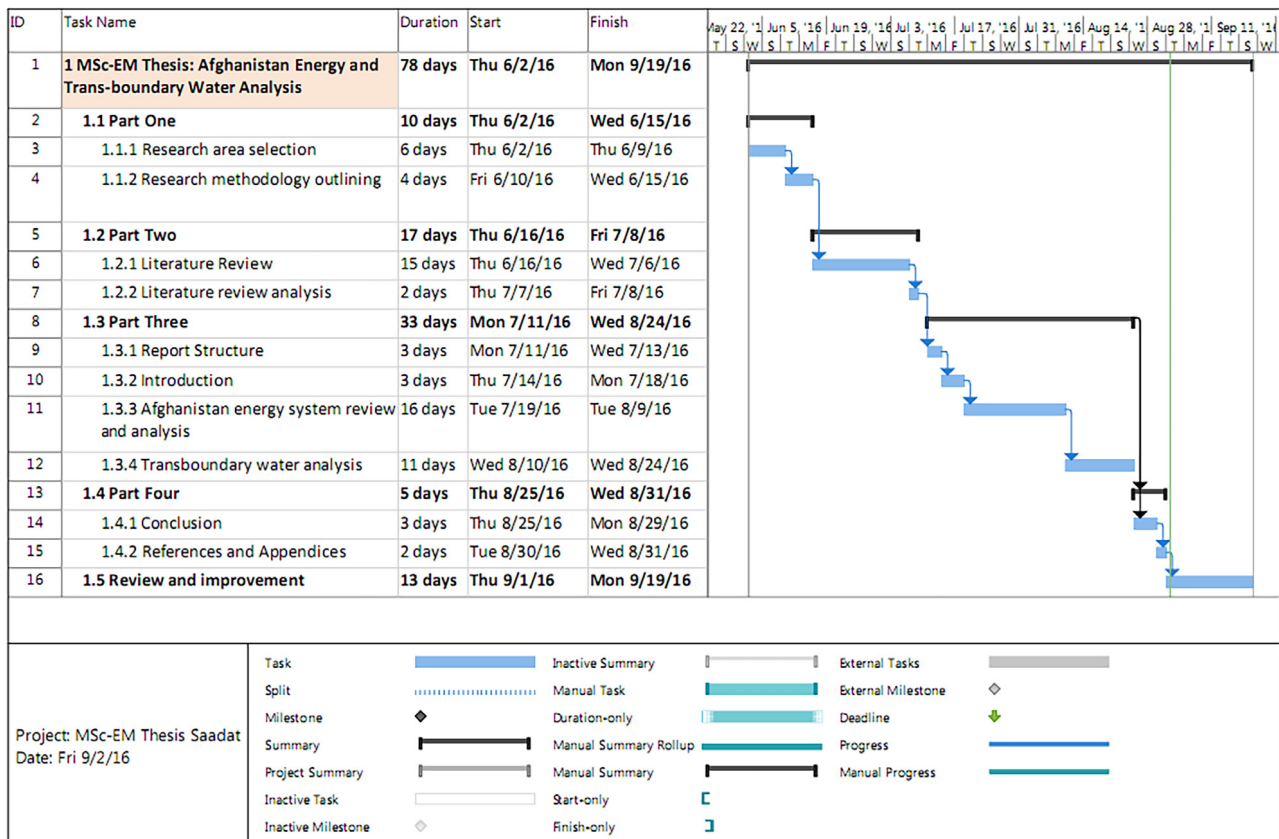 ID Task Name Duration Start Finish
May 22, '1 Jun 5, '16 Jun 19, '16 Jul 3, '16 Jul 17, '16 Jul 31, '16 Aug 14, '1 Aug 28, '1 Sep 11, '1
T S W S T M F T S W S T M F T S W S T M F T S W S T M F T S W
1 1 MSc-EM Thesis: Afghanistan Energy and 78 days Thu 6/2/16 Mon 9/19/16
Trans-boundary Water Analysis
2 1.1 Part One 10 days Thu 6/2/16 Wed 6/15/16
3 1.1.1 Research area selection 6 days Thu 6/2/16 Thu 6/9/16
4 1.1.2 Research methodology outlining 4 days Fri 6/10/16 Wed 6/15/16
5 1.2 Part Two 17 days Thu 6/16/16 Fri 7/8/16
6 1.2.1 Literature Review 15 days Thu 6/16/16 Wed 7/6/16
7 1.2.2 Literature review analysis 2 days Thu 7/7/16 Fri 7/8/16
8 1.3 Part Three 33 days Mon 7/11/16 Wed 8/24/16
9 1.3.1 Report Structure 3 days Mon 7/11/16 Wed 7/13/16
10 1.3.2 Introduction 3 days Thu 7/14/16 Mon 7/18/16
11 1.3.3 Afghanistan energy system review 16 days Tue 7/19/16 Tue 8/9/16
and analysis
12 1.3.4 Transboundary water analysis 11 days Wed 8/10/16 Wed 8/24/16
13 1.4 Part Four 5 days Thu 8/25/16 Wed 8/31/16
14 1.4.1 Conclusion 3 days Thu 8/25/16 Mon 8/29/16
15 1.4.2 References and Appendices 2 days Tue 8/30/16 Wed 8/31/16
16 1.5 Review and improvement 13 days Thu 9/1/16 Mon 9/19/16
Project: MSc-EM Thesis Saadat
Date: Fri 9/2/16
Task Inactive Summary External Tasks
Split Manual Task External Milestone
Milestone Duration-only Deadline
Summary Manual Summary Rollup Progress
Project Summary Manual Summary Manual Progress
Inactive Task Start-only
Inactive Milestone Finish-only